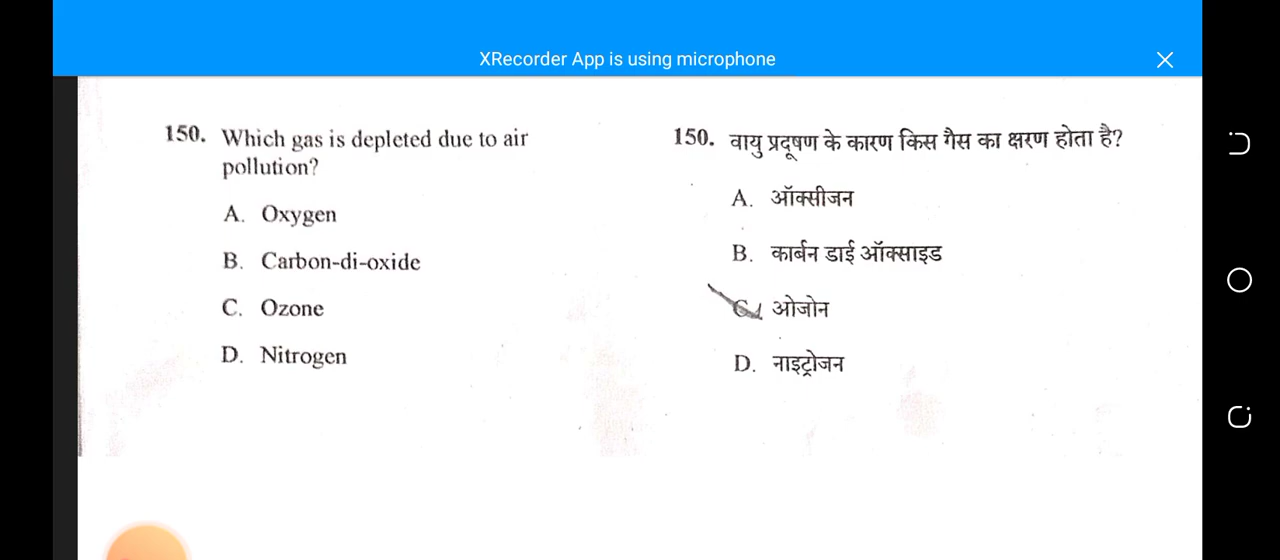 XRecorder App is using microphone
150. Which gas is depleted due to air
pollution?
A. Oxygen
B. Carbon-di-oxide
C. Ozone
D. Nitrogen
150. वायु प्रदूषण के कारण किस गैस का क्षरण होता है?
A. ऑक्सीजन
B. कार्बन डाई ऑक्साइड
C. ओजोन
D. नाइट्रोजन